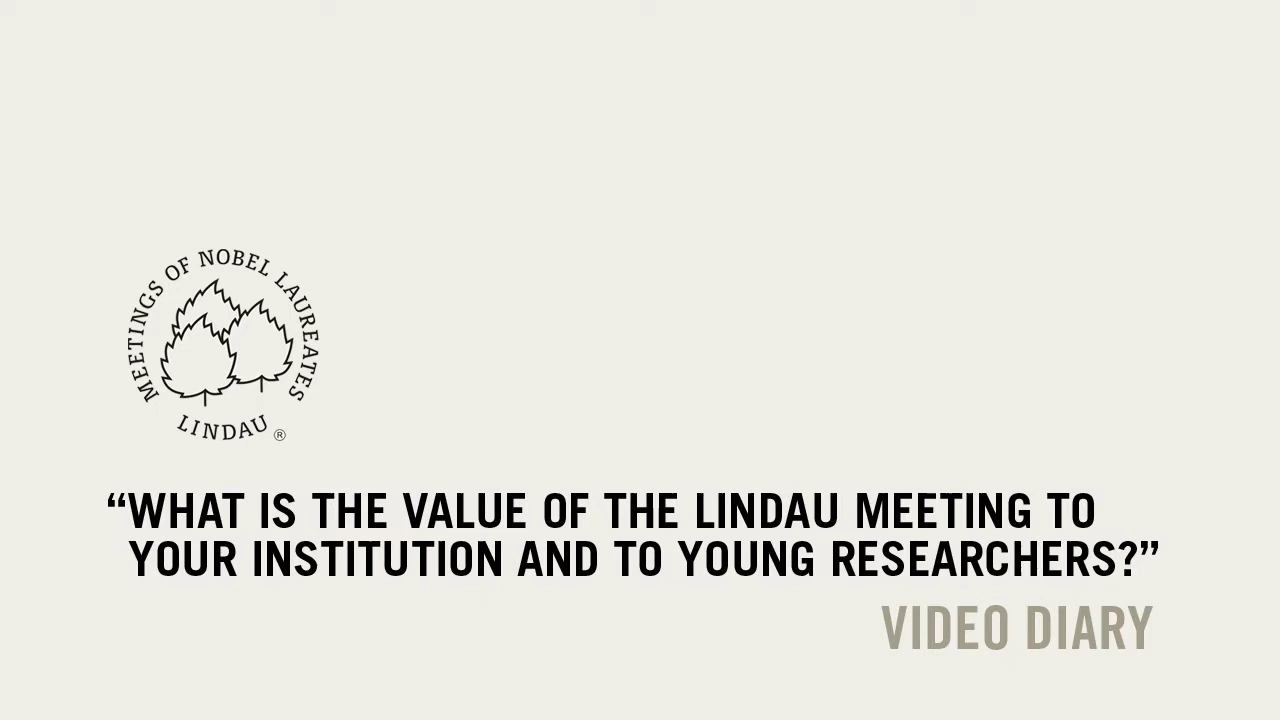 MEETINGS OF NOBEL LAUREATES
LINDAU ®
“WHAT IS THE VALUE OF THE LINDAU MEETING TO
YOUR INSTITUTION AND TO YOUNG RESEARCHERS?”
VIDEO DIARY